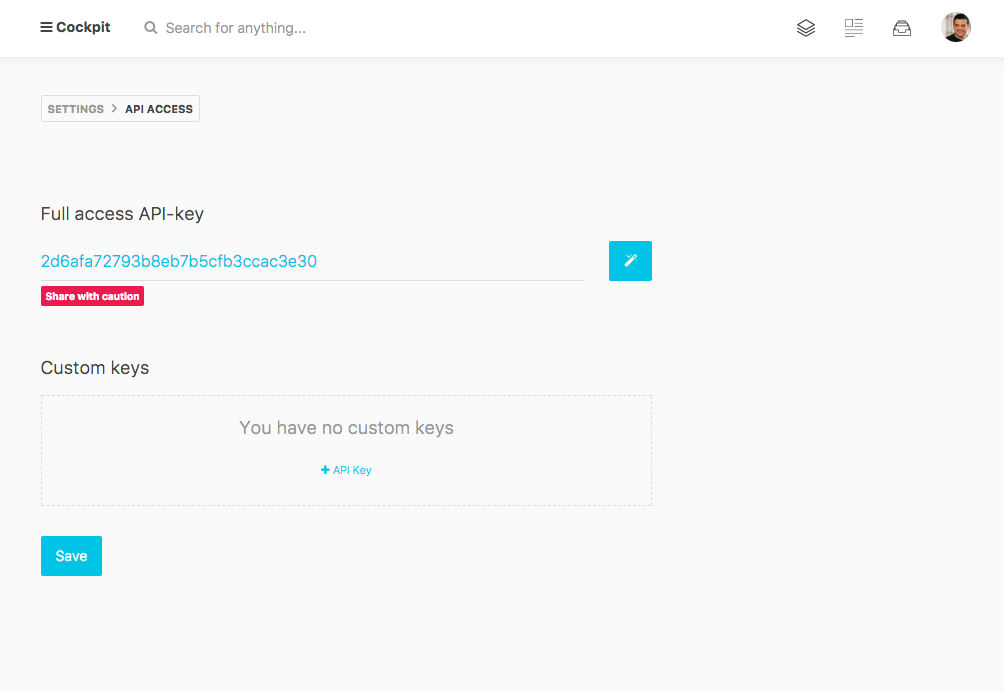 Cockpit
Search for anything...
SETTINGS > API ACCESS
Full access API-key
2d6afa72793b8eb7b5cfb3ccac3e30
Share with caution
Custom keys
You have no custom keys
+ API Key
Save